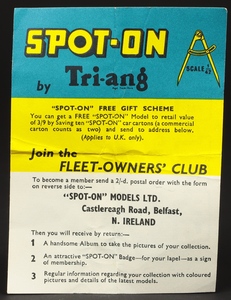 SPOT-ON
by Tri-ang
SCALE 1/42
"SPOT-ON" FREE GIFT SCHEME
You can get a FREE "SPOT-ON" Model to retail value
of 3/9 by Saving ten "SPOT-ON" car cartons (a commercial
carton counts as two) and send to address below.
(Applies to U.K. only).
Join the
FLEET-OWNERS' CLUB
To become a member send a 2/-d. postal order with the form
on reverse side to:—
"SPOT-ON" MODELS LTD.
Castlereagh Road, Belfast,
N. IRELAND
Then you will receive by return:—
1 A handsome Album to take the pictures of your collection.
2 An attractive "SPOT-ON" Badge—for your lapel—as a sign
of membership.
3 Regular information regarding your collection with coloured
pictures and details of the latest models.